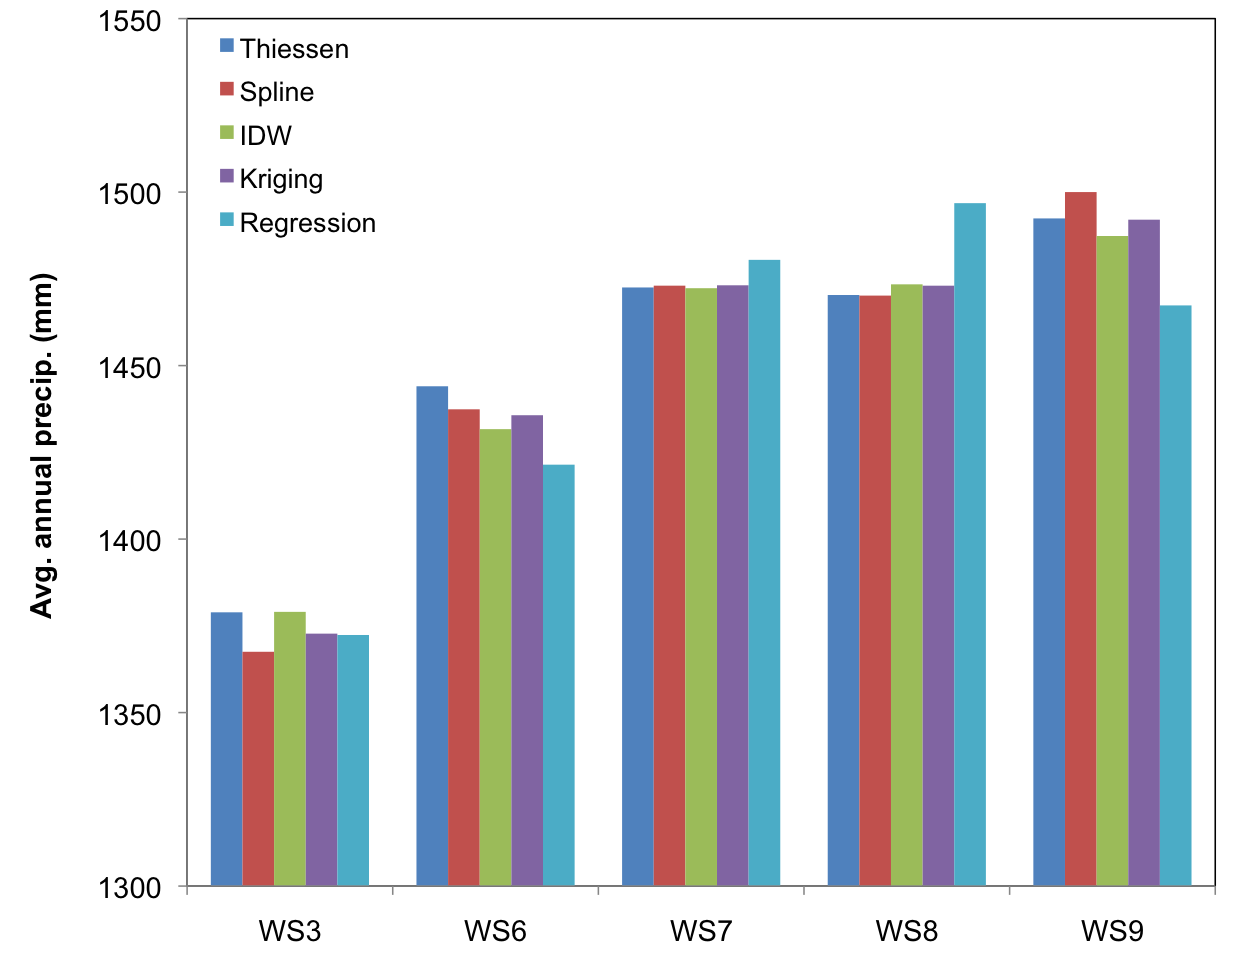 1550
Thiessen
Spline
IDW
Kriging
Regression
1500
1450
1400
1350
1300
Avg. annual precip. (mm)
WS3 WS6 WS7 WS8 WS9